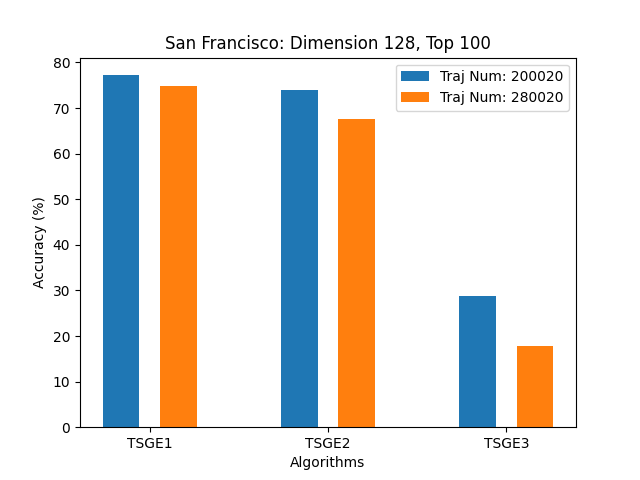 San Francisco: Dimension 128, Top 100
Traj Num: 200020
Traj Num: 280020
80
70
60
50
40
30
20
10
0
Accuracy (%)
TSGE1 TSGE2 TSGE3
Algorithms